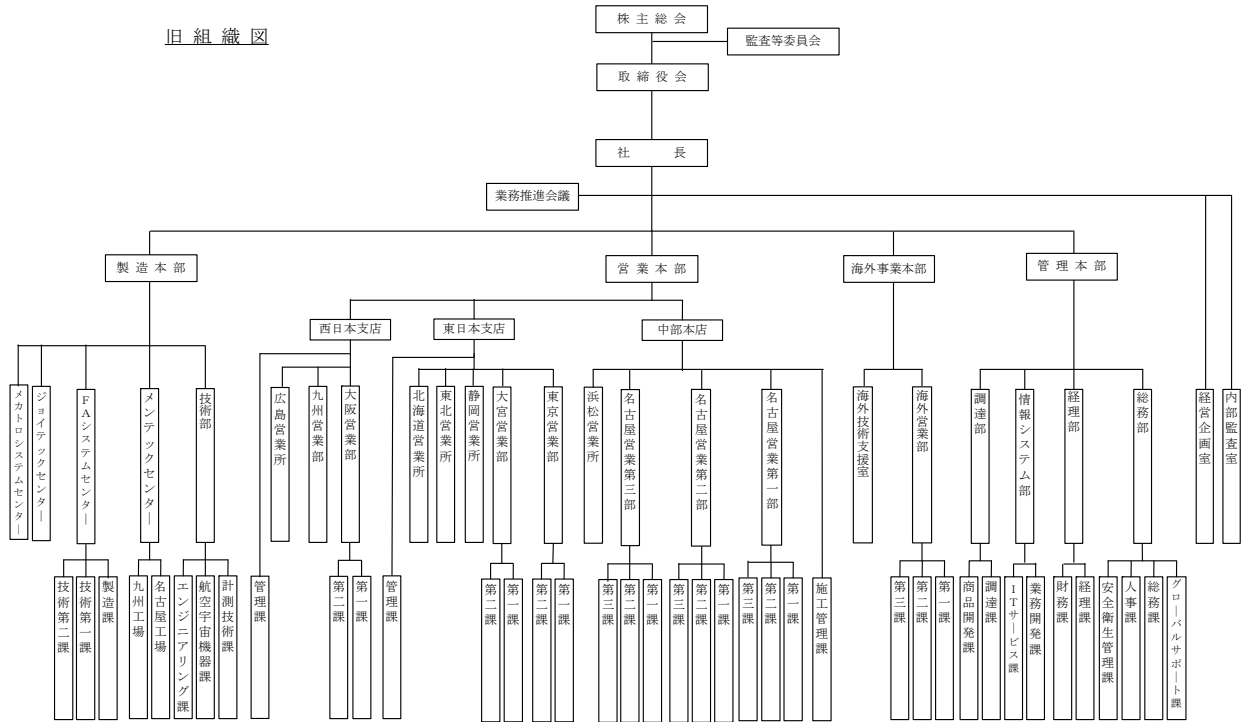 旧組織図
株主総会
監査等委員会
取締役会
社長
業務推進会議
製造本部
営業本部
海外事業本部
管理本部
西日本支店
東日本支店
中部本店
メカトロシステムセンター
ジョイテックセンター
FAシステムセンター
メンテックセンター
技術部
広島営業所
九州営業部
大阪営業部
北海道営業所
東北営業所
静岡営業所
大宮営業部
東京営業部
浜松営業所
名古屋営業第三部
名古屋営業第二部
名古屋営業第一部
海外技術支援室
海外営業部
調達部
情報システム部
経理部
総務部
経営企画室
内部監査室
技術第二課
技術第一課
製造課
九州工場
名古屋工場
エンジニアリング課
航空宇宙機器課
計測技術課
管理課
第二課
第一課
管理課
第二課
第一課
第二課
第一課
第三課
第二課
第一課
第三課
第二課
第一課
第三課
第二課
第一課
施工管理課
第三課
第二課
第一課
商品開発課
調達課
ITサービス課
業務開発課
財務課
経理課
安全衛生管理課
人事課
総務課
グローバルサポート課